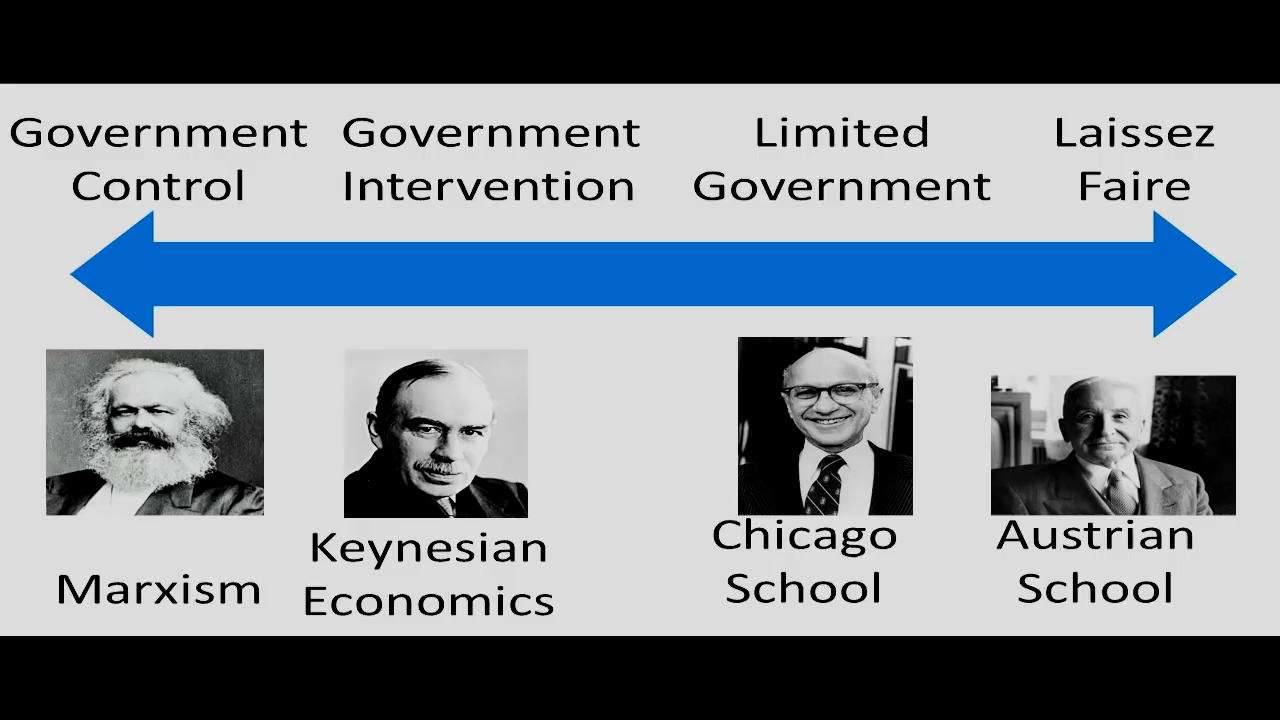 Government
Control
Government
Intervention
Limited
Government
Laissez
Faire
Marxism
Keynesian
Economics
Chicago
School
Austrian
School